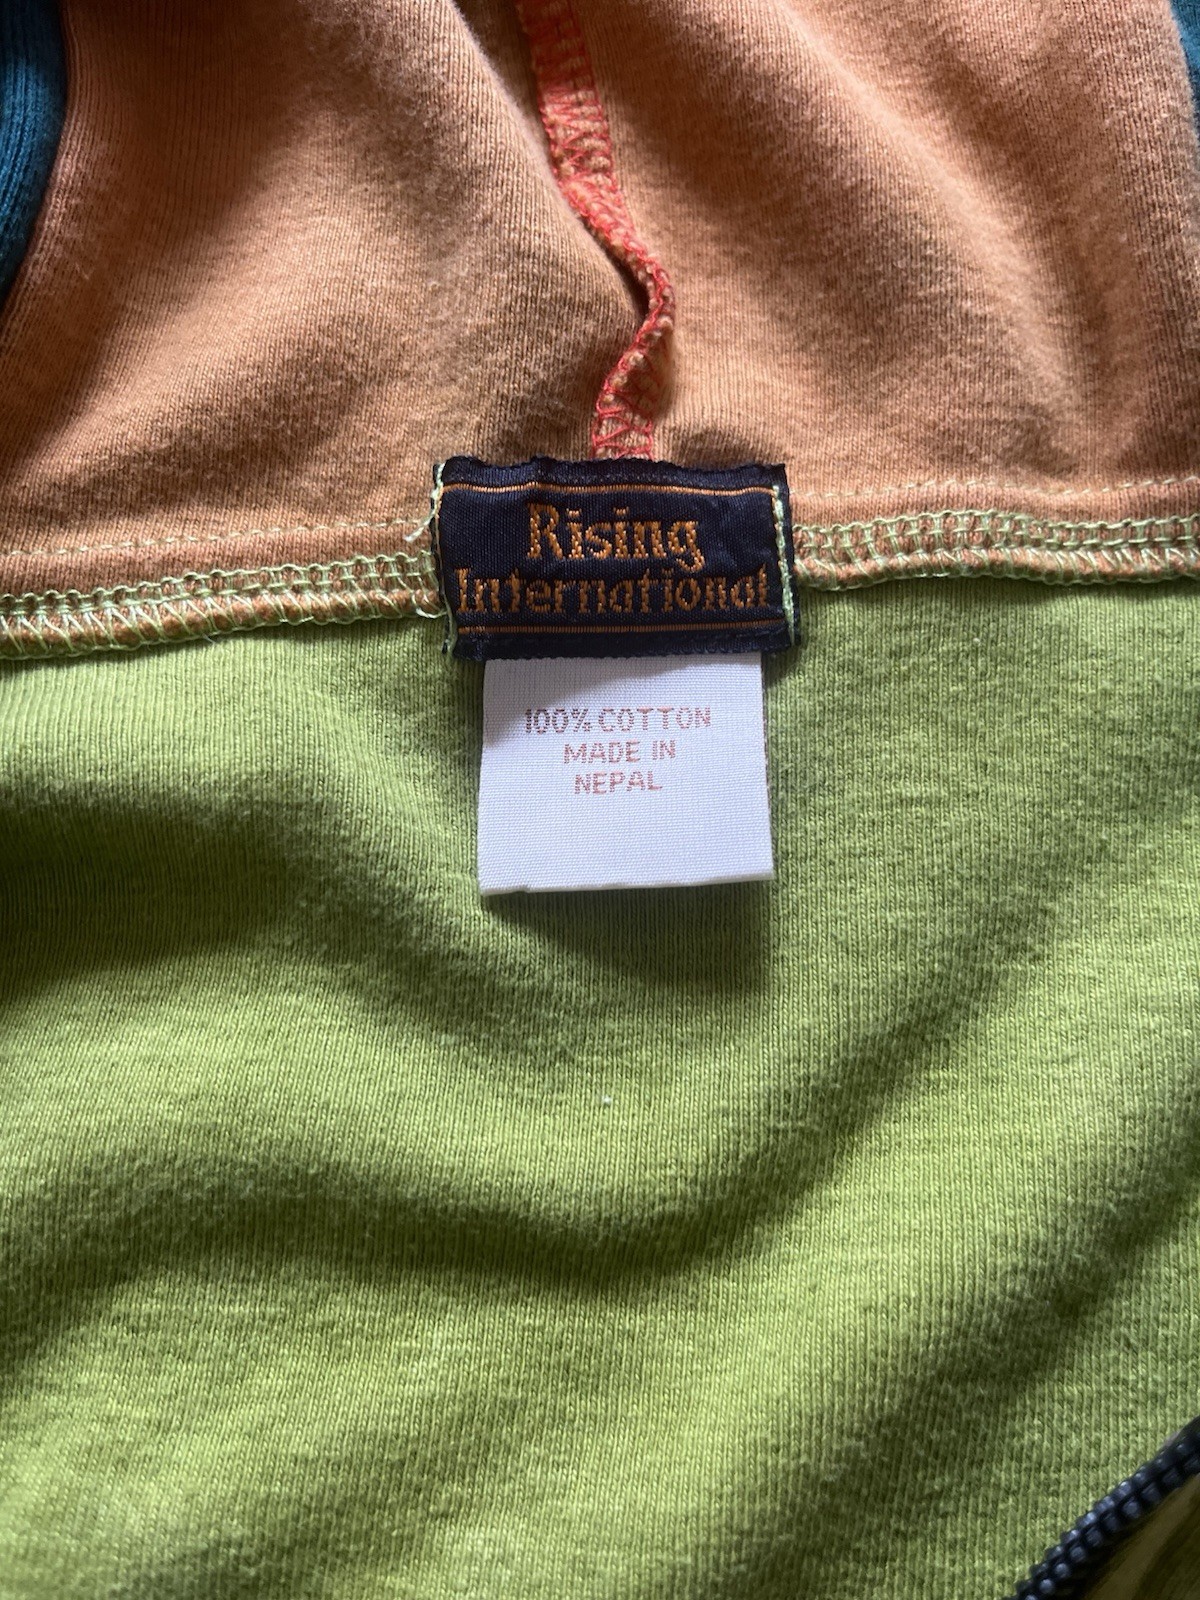 Rising
International
100% COTTON
MADE IN
NEPAL